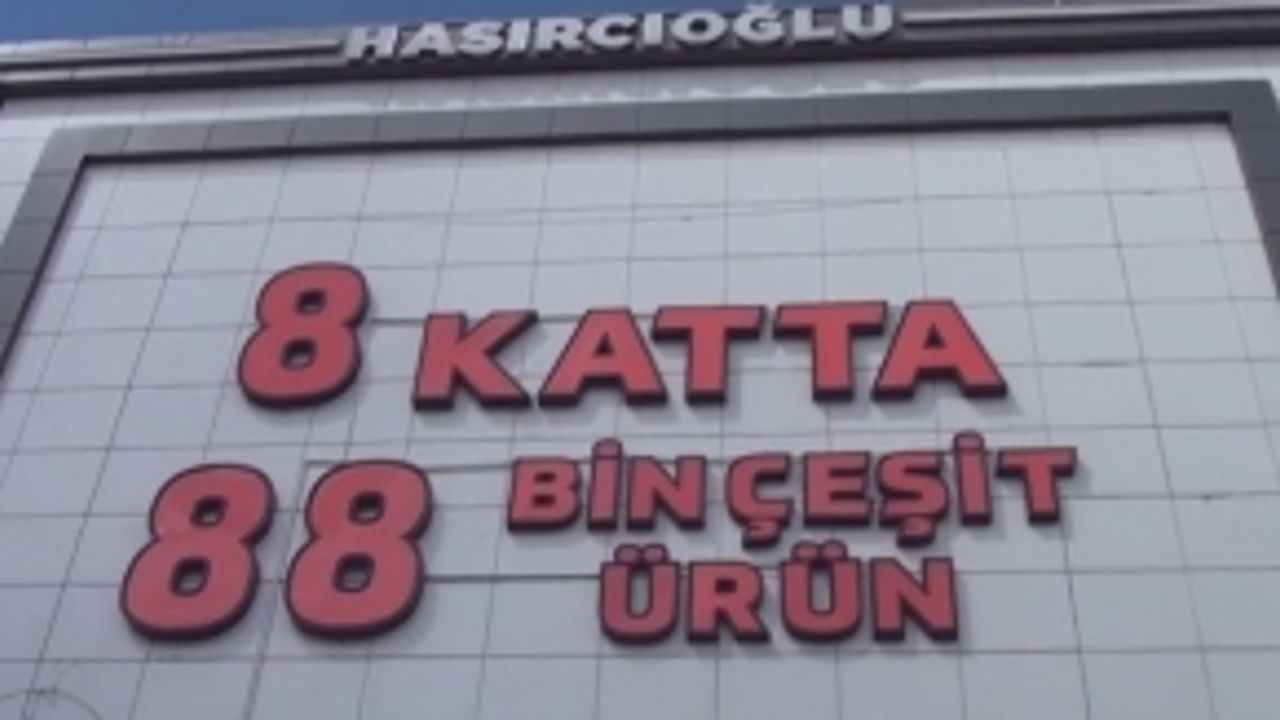 HASIRCIOĞLU
8 KATTA
88 BİN ÇEŞİT
ÜRÜN